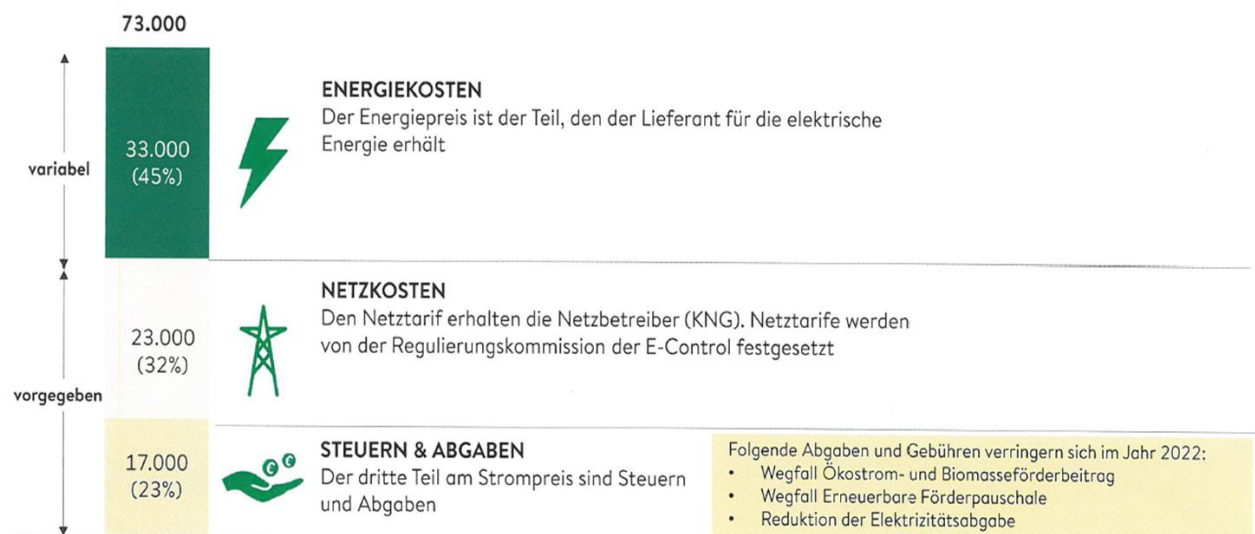 73.000
variabel
33.000
(45%)
ENERGIEKOSTEN
Der Energiepreis ist der Teil, den der Lieferant für die elektrische
Energie erhält
vorgegeben
23.000
(32%)
NETZKOSTEN
Den Netztarif erhalten die Netzbetreiber (KNG). Netztarife werden
von der Regulierungskommission der E-Control festgesetzt
17.000
(23%)
€ €
STEUERN & ABGABEN
Der dritte Teil am Strompreis sind Steuern
und Abgaben
Folgende Abgaben und Gebühren verringern sich im Jahr 2022:
• Wegfall Ökostrom- und Biomasseförderbeitrag
• Wegfall Erneuerbare Förderpauschale
• Reduktion der Elektrizitätsabgabe